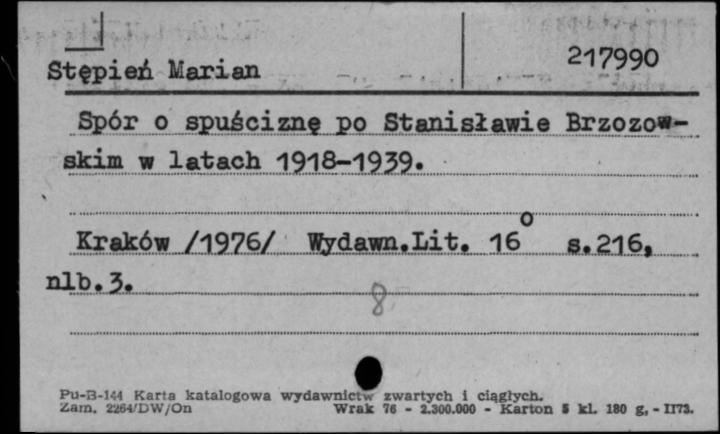 217990
Stępień Marian
Spór o spuściznę po Stanisławie Brzozow-
skim w latach 1918-1939.
Kraków /1976/ Wydawn.Lit. 16o s.216,
nlb.3.
8
Pu-B-144 Karta katalogowa wydawnictw zwartych i ciągłych.
Zam. 2264/DW/On Wrak 76 - 2.300.000 - Karton 5 kl. 180 g, - II73.